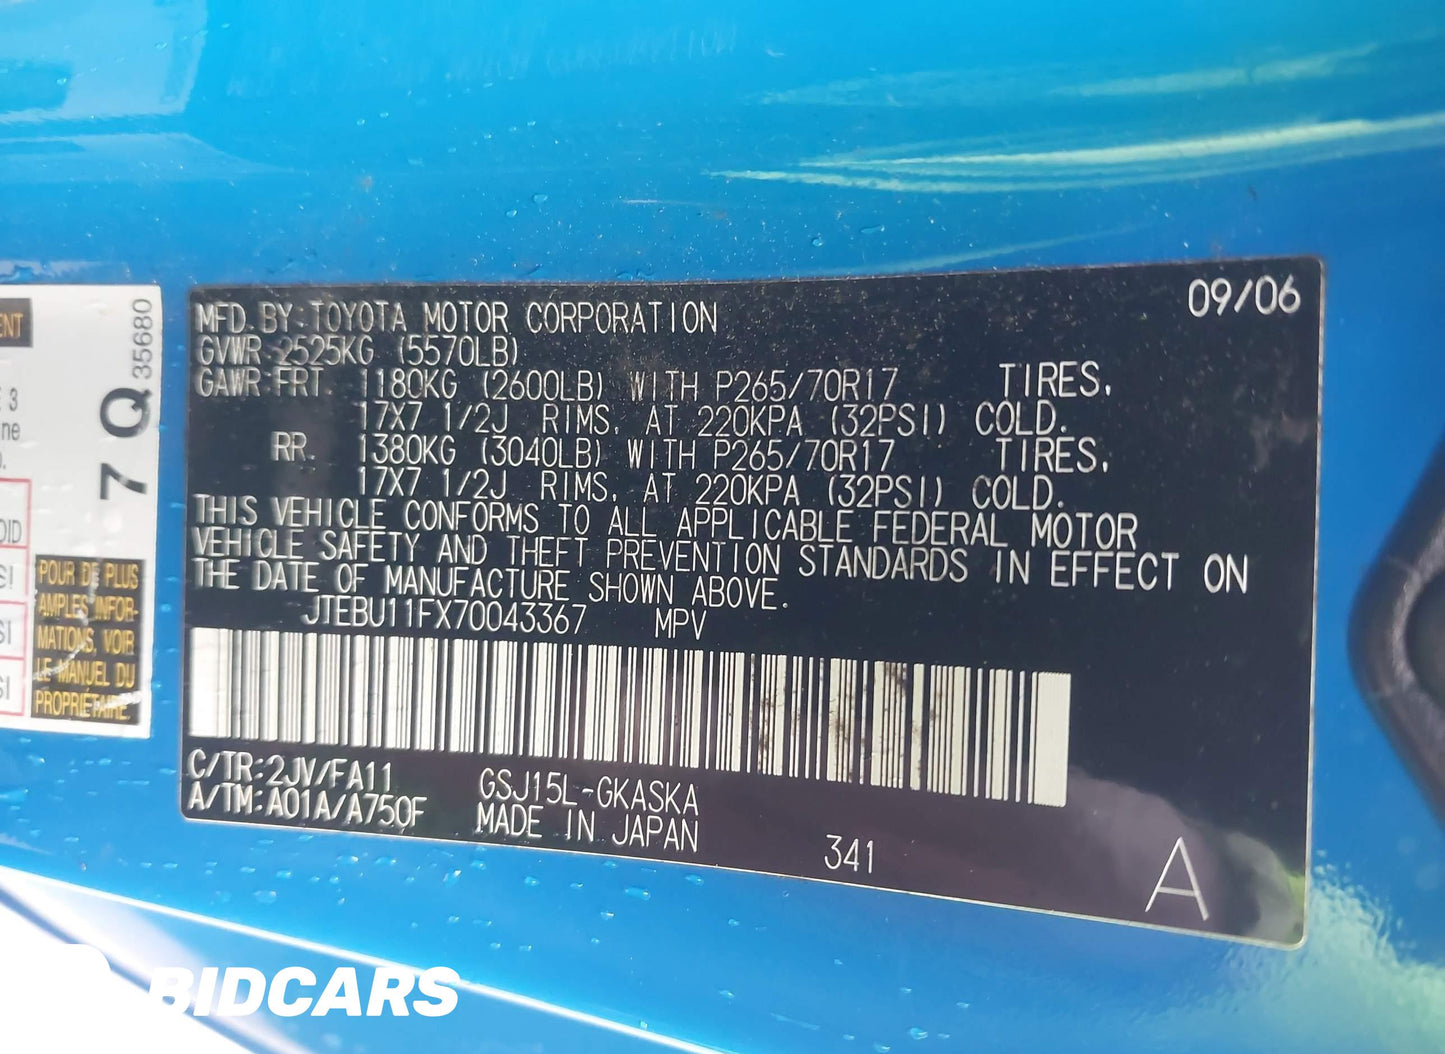 09/06
MFD. BY: TOYOTA MOTOR CORPORATION
GVWR 2525KG (5570LB)
GAWR FRT. 1180KG (2600LB) WITH P265/70R17 TIRES,
17X7 1/2J RIMS, AT 220KPA (32PSI) COLD.
RR. 1380KG (3040LB) WITH P265/70R17 TIRES,
17X7 1/2J RIMS, AT 220KPA (32PSI) COLD.
THIS VEHICLE CONFORMS TO ALL APPLICABLE FEDERAL MOTOR
VEHICLE SAFETY AND THEFT PREVENTION STANDARDS IN EFFECT ON
THE DATE OF MANUFACTURE SHOWN ABOVE.
JTEBU11FX70043367 MPV
C/TR:2JV/FA11 GSJ15L-GKASKA
A/TM:A01A/A750F MADE IN JAPAN
341
A
7 Q 35680
POUR DE PLUS
AMPLES INFOR-
MATIONS, VOIR
LE MANUEL DU
PROPRIÉTAIRE.
BIDCARS